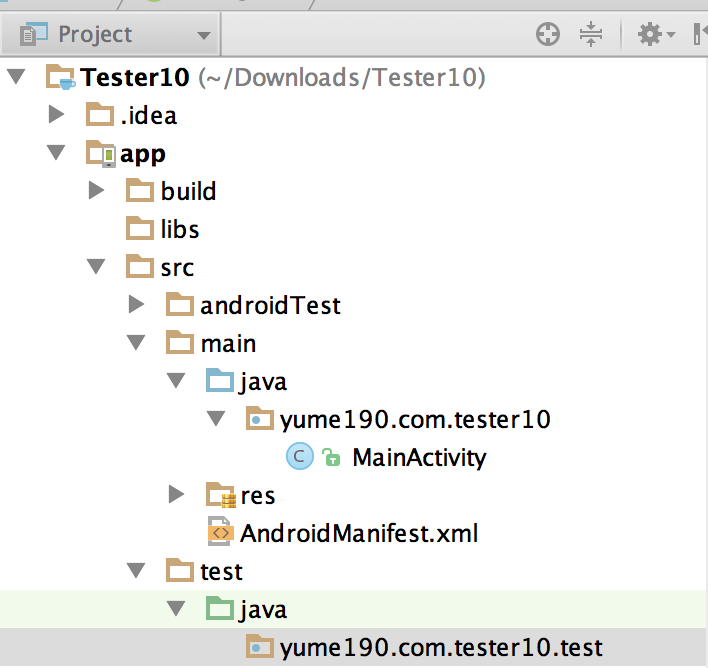 Project
Tester10 (~/Downloads/Tester10)
.idea
app
build
libs
src
androidTest
main
java
yume190.com.tester10
C MainActivity
res
AndroidManifest.xml
test
java
yume190.com.tester10.test